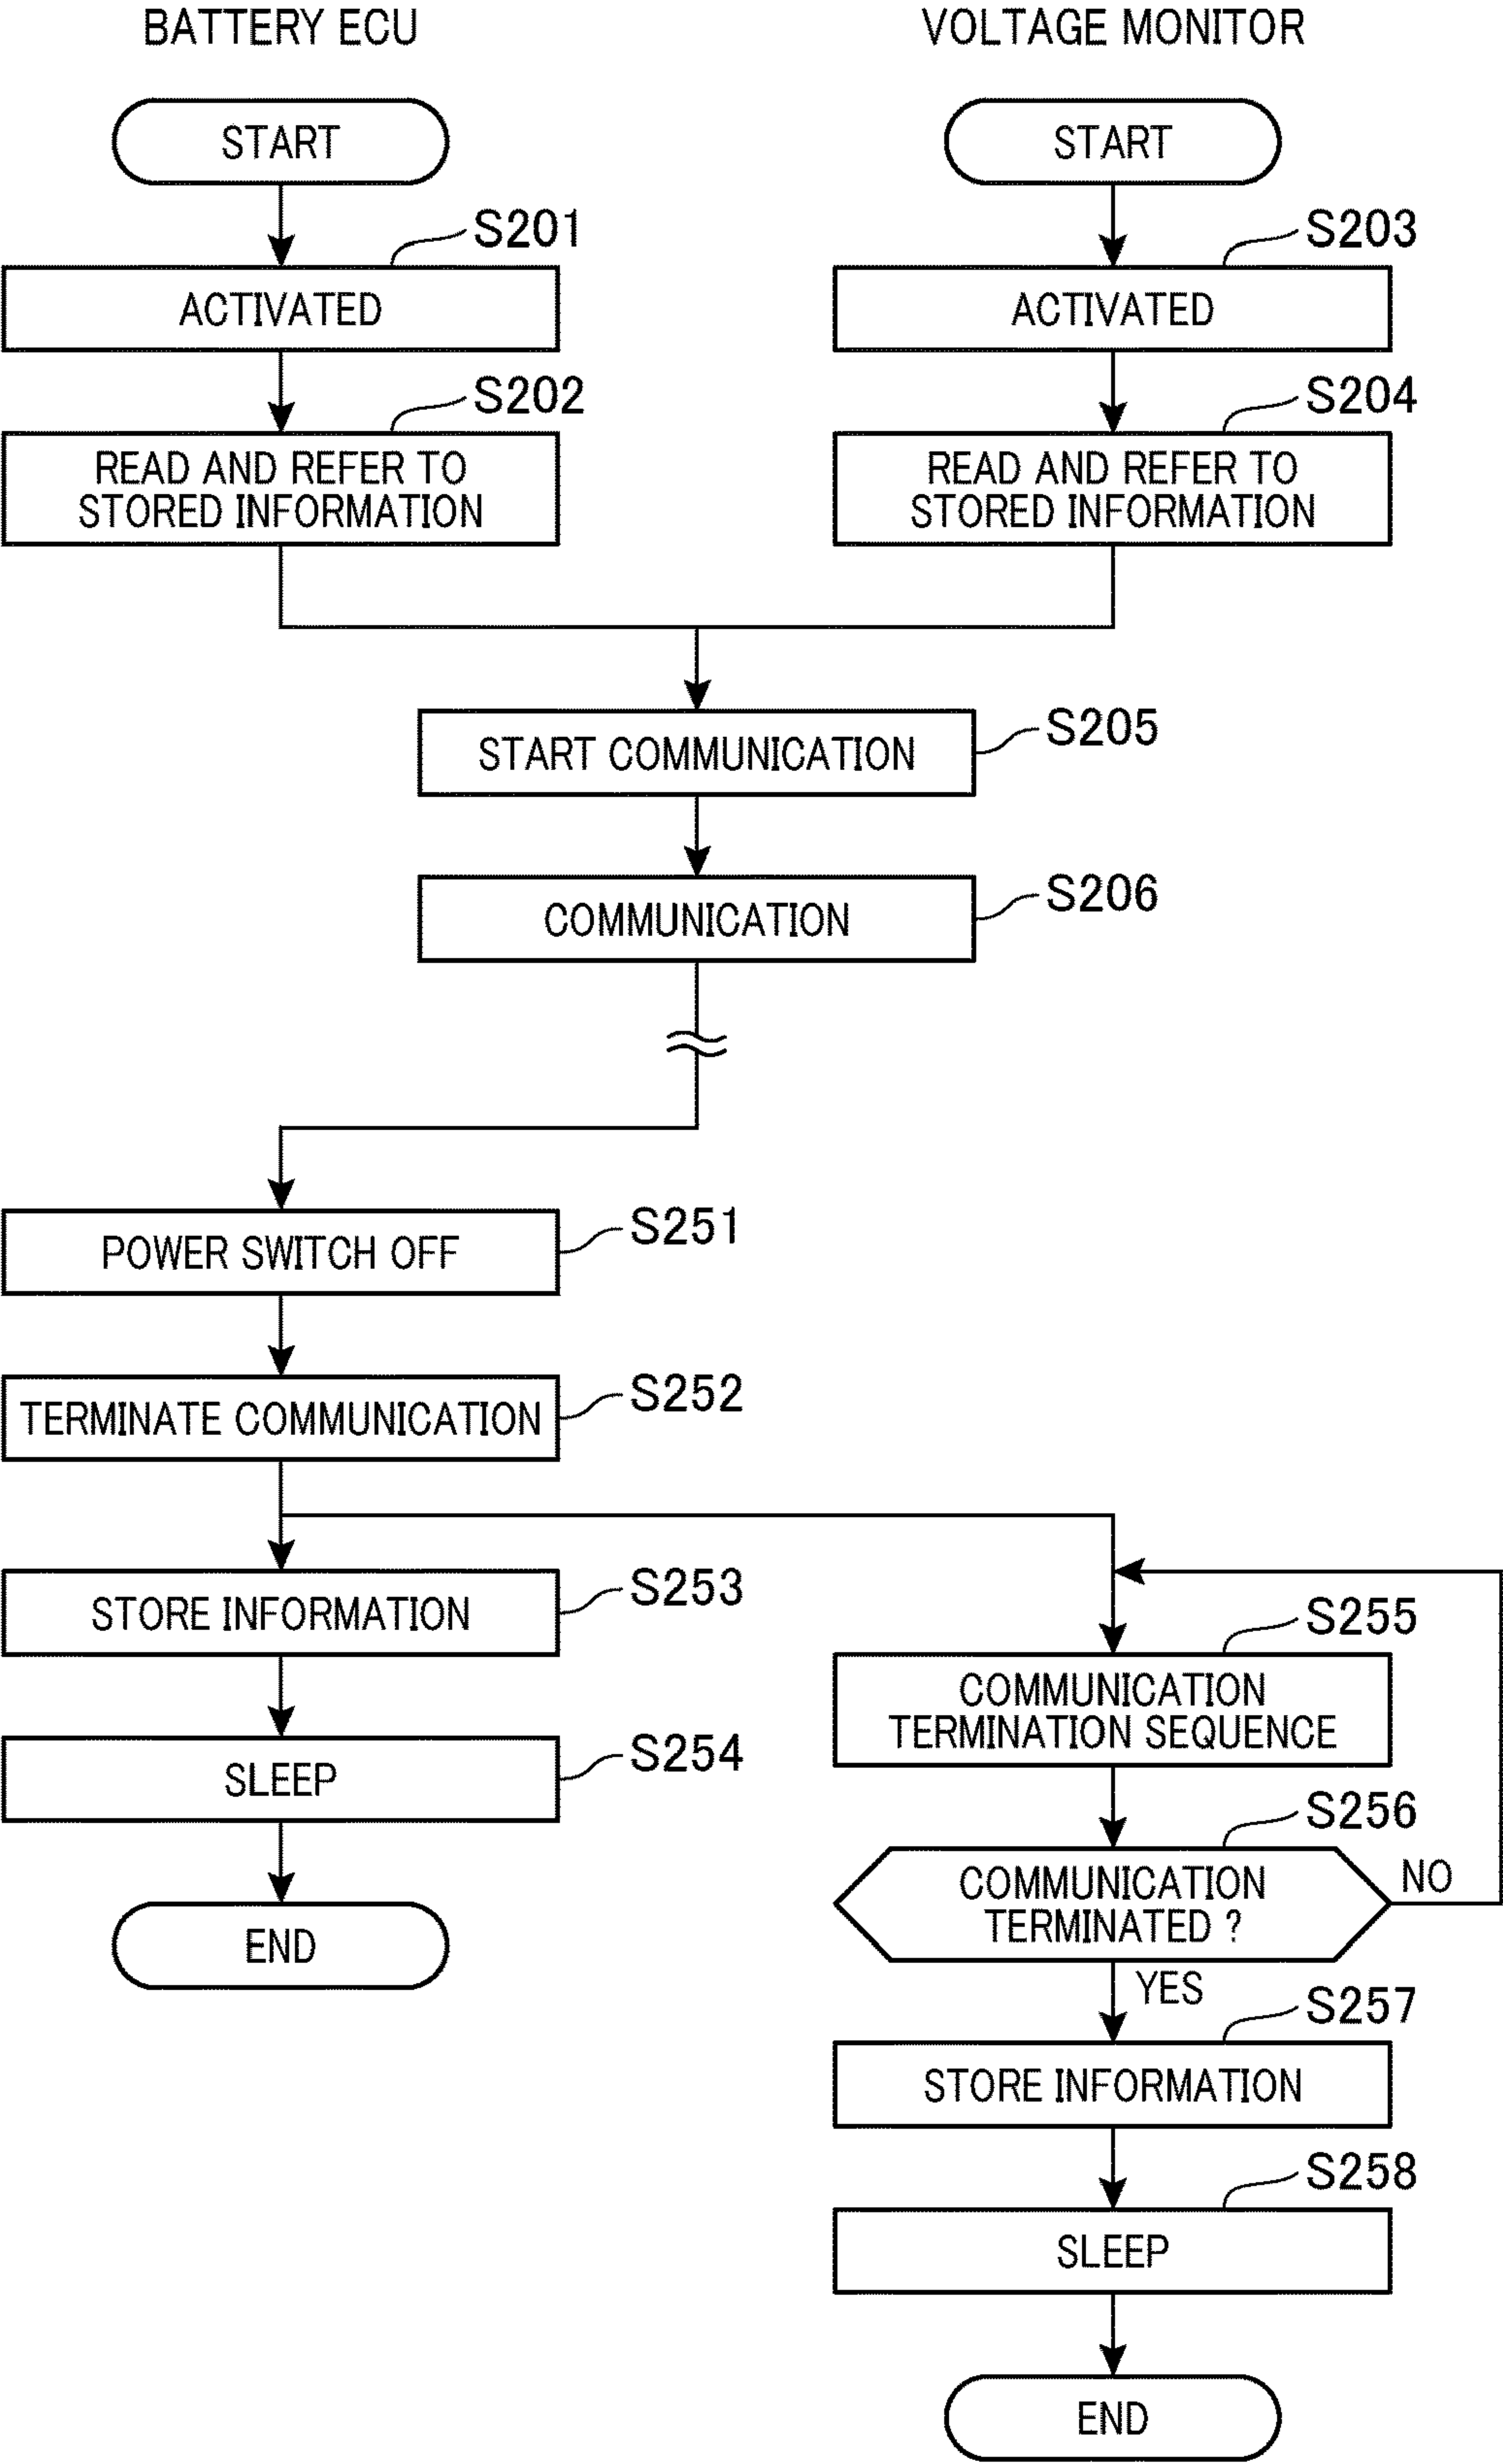 BATTERY ECU
VOLTAGE MONITOR
START
START
S201
S203
ACTIVATED
ACTIVATED
S202
S204
READ AND REFER TO
STORED INFORMATION
READ AND REFER TO
STORED INFORMATION
START COMMUNICATION
S205
COMMUNICATION
S206
POWER SWITCH OFF
S251
TERMINATE COMMUNICATION
S252
STORE INFORMATION
S253
SLEEP
S254
END
S255
COMMUNICATION
TERMINATION SEQUENCE
S256
COMMUNICATION
TERMINATED ?
NO
YES
S257
STORE INFORMATION
S258
SLEEP
END